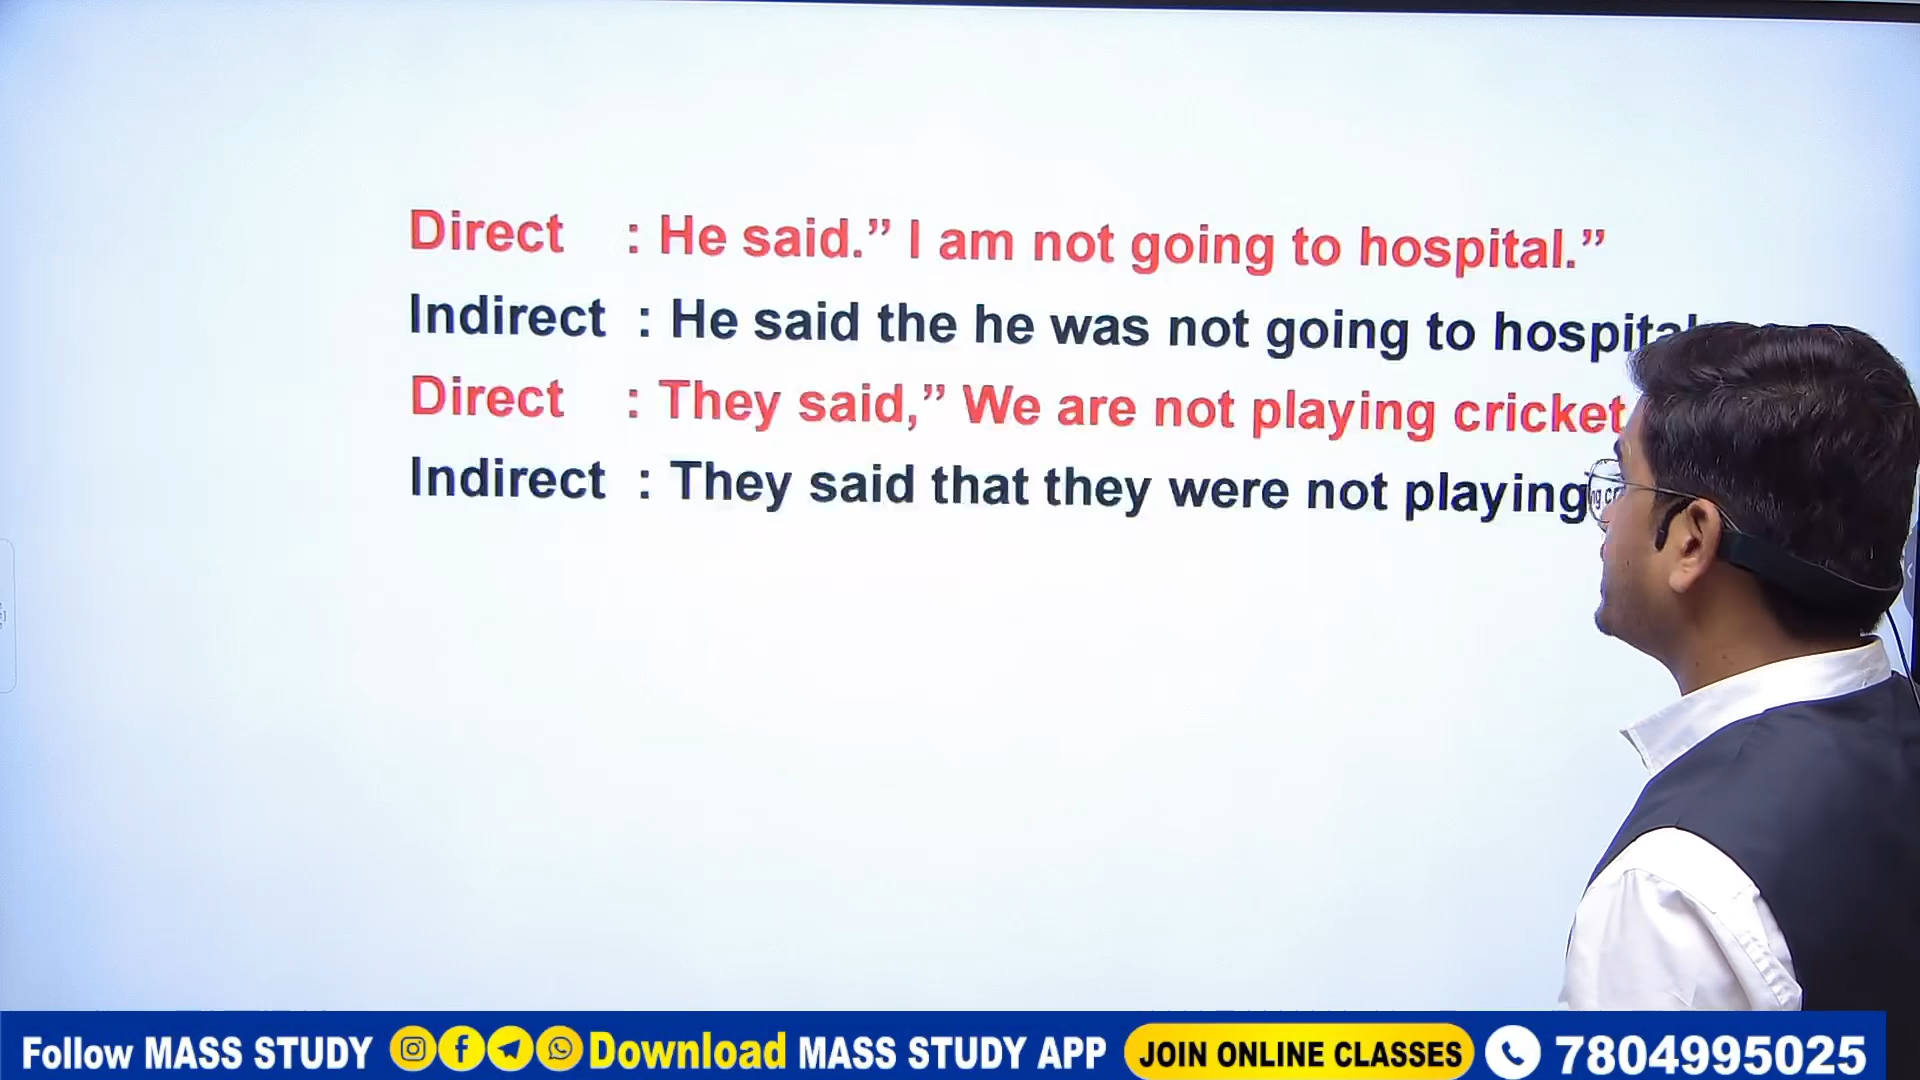 Direct : He said.” I am not going to hospital.”
Indirect : He said the he was not going to hospital
Direct : They said,” We are not playing cricket
Indirect : They said that they were not playing
Follow MASS STUDY Download MASS STUDY APP JOIN ONLINE CLASSES 7804995025